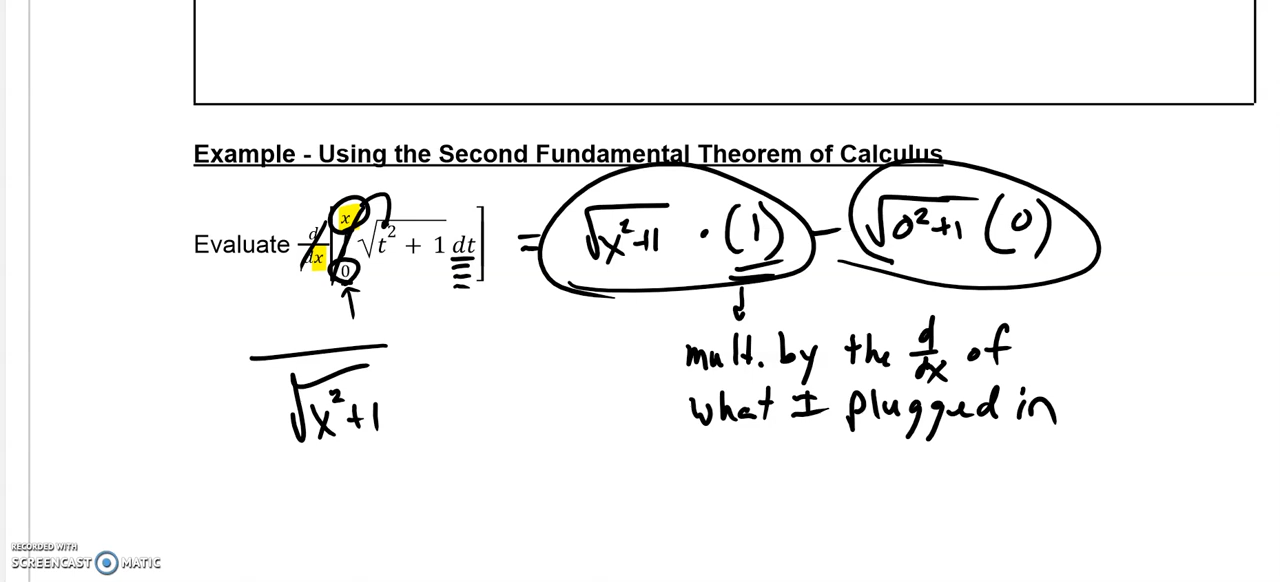 Example - Using the Second Fundamental Theorem of Calculus
Evaluate d/dx [∫₀ˣ √(t² + 1) dt] = √(x²+1) · (1) − √(0²+1) (0)
√(x²+1)
mult. by the d/dx of
what I plugged in
RECORDED WITH
SCREENCAST MATIC